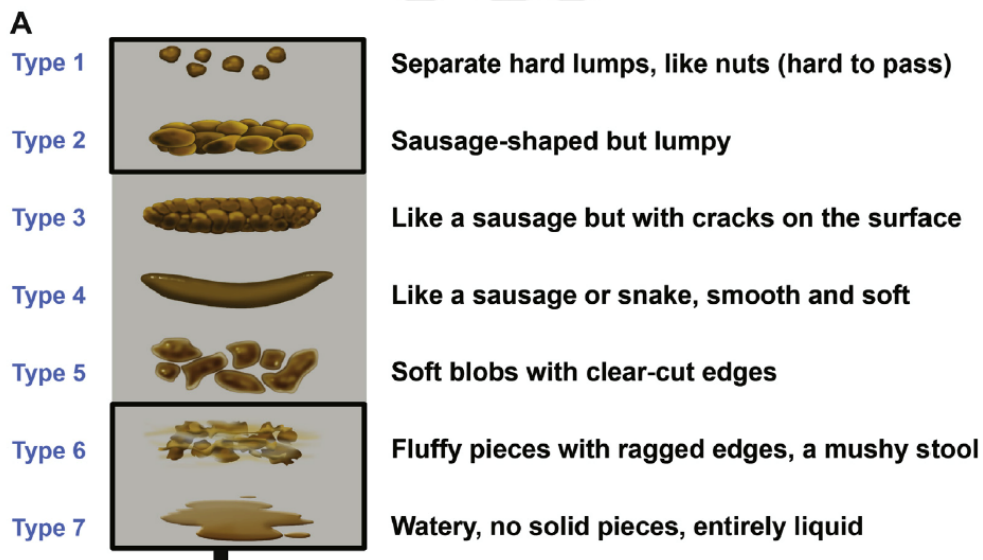 A
Type 1 Separate hard lumps, like nuts (hard to pass)
Type 2 Sausage-shaped but lumpy
Type 3 Like a sausage but with cracks on the surface
Type 4 Like a sausage or snake, smooth and soft
Type 5 Soft blobs with clear-cut edges
Type 6 Fluffy pieces with ragged edges, a mushy stool
Type 7 Watery, no solid pieces, entirely liquid